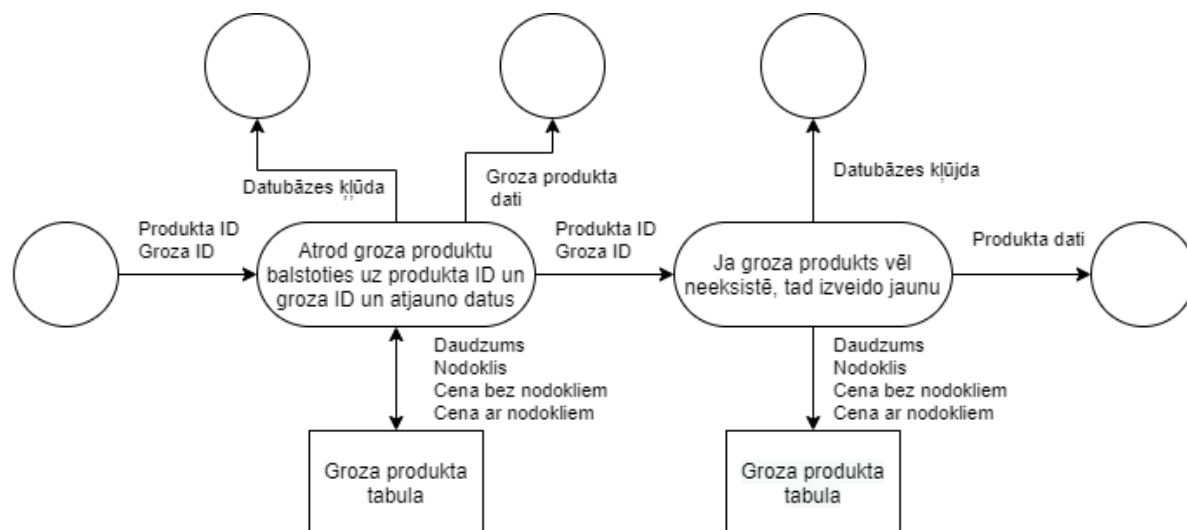 Datubāzes kļūda
Groza produkta
dati
Datubāzes kļūjda
Produkta ID
Groza ID
Atrod groza produktu
balstoties uz produkta ID un
groza ID un atjauno datus
Produkta ID
Groza ID
Ja groza produkts vēl
neeksistē, tad izveido jaunu
Produkta dati
Daudzums
Nodoklis
Cena bez nodokliem
Cena ar nodokliem
Daudzums
Nodoklis
Cena bez nodokliem
Cena ar nodokliem
Groza produkta
tabula
Groza produkta
tabula